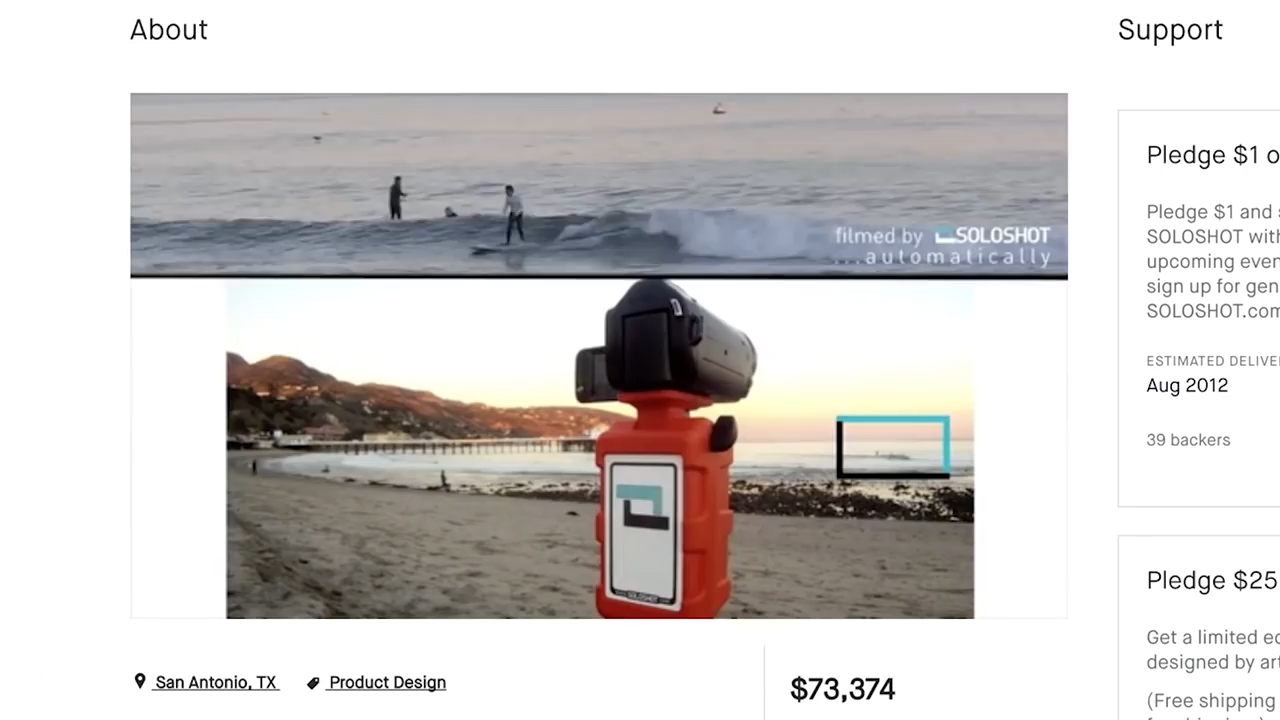 About
Support
filmed by SOLOSHOT
...automatically
SOLOSHOT
San Antonio, TX
Product Design
$73,374
Pledge $1 o
Pledge $1 and
SOLOSHOT with
upcoming even
sign up for gen
SOLOSHOT.com
ESTIMATED DELIVE
Aug 2012
39 backers
Pledge $25
Get a limited ed
designed by art
(Free shipping